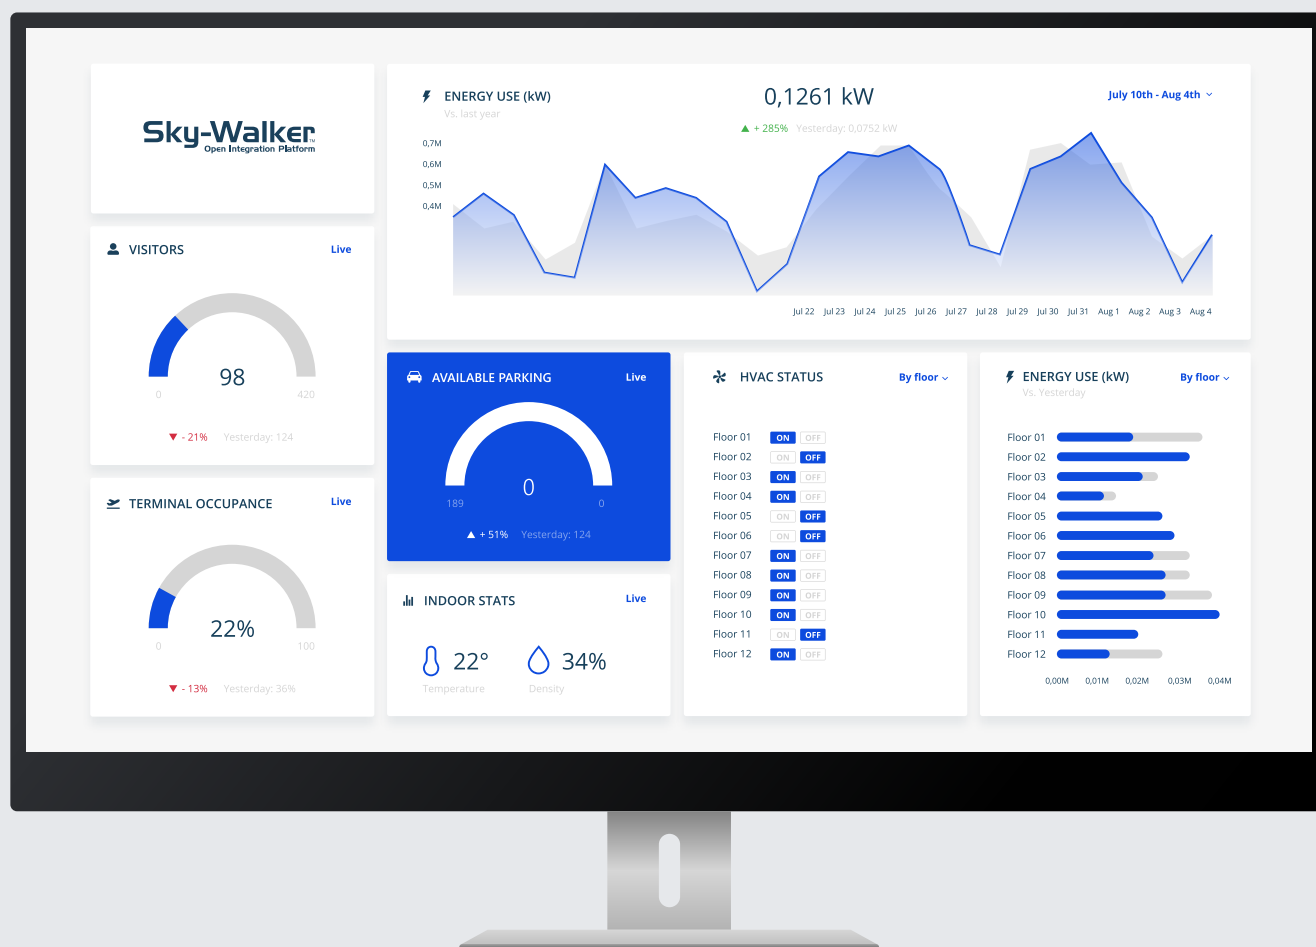 Sky-Walker™
Open Integration Platform
ENERGY USE (kW)
Vs. last year
0,1261 kW
+ 285% Yesterday: 0,0752 kW
July 10th - Aug 4th
0,7M
0,6M
0,5M
0,4M
Jul 22 Jul 23 Jul 24 Jul 25 Jul 26 Jul 27 Jul 28 Jul 29 Jul 30 Jul 31 Aug 1 Aug 2 Aug 3 Aug 4
VISITORS Live
98
0 420
- 21% Yesterday: 124
TERMINAL OCCUPANCE Live
22%
0 100
- 13% Yesterday: 36%
AVAILABLE PARKING Live
0
189 0
+ 51% Yesterday: 124
INDOOR STATS Live
22° 34%
Temperature Density
HVAC STATUS By floor
Floor 01 ON OFF
Floor 02 ON OFF
Floor 03 ON OFF
Floor 04 ON OFF
Floor 05 ON OFF
Floor 06 ON OFF
Floor 07 ON OFF
Floor 08 ON OFF
Floor 09 ON OFF
Floor 10 ON OFF
Floor 11 ON OFF
Floor 12 ON OFF
ENERGY USE (kW) By floor
Vs. Yesterday
Floor 01
Floor 02
Floor 03
Floor 04
Floor 05
Floor 06
Floor 07
Floor 08
Floor 09
Floor 10
Floor 11
Floor 12
0,00M 0,01M 0,02M 0,03M 0,04M